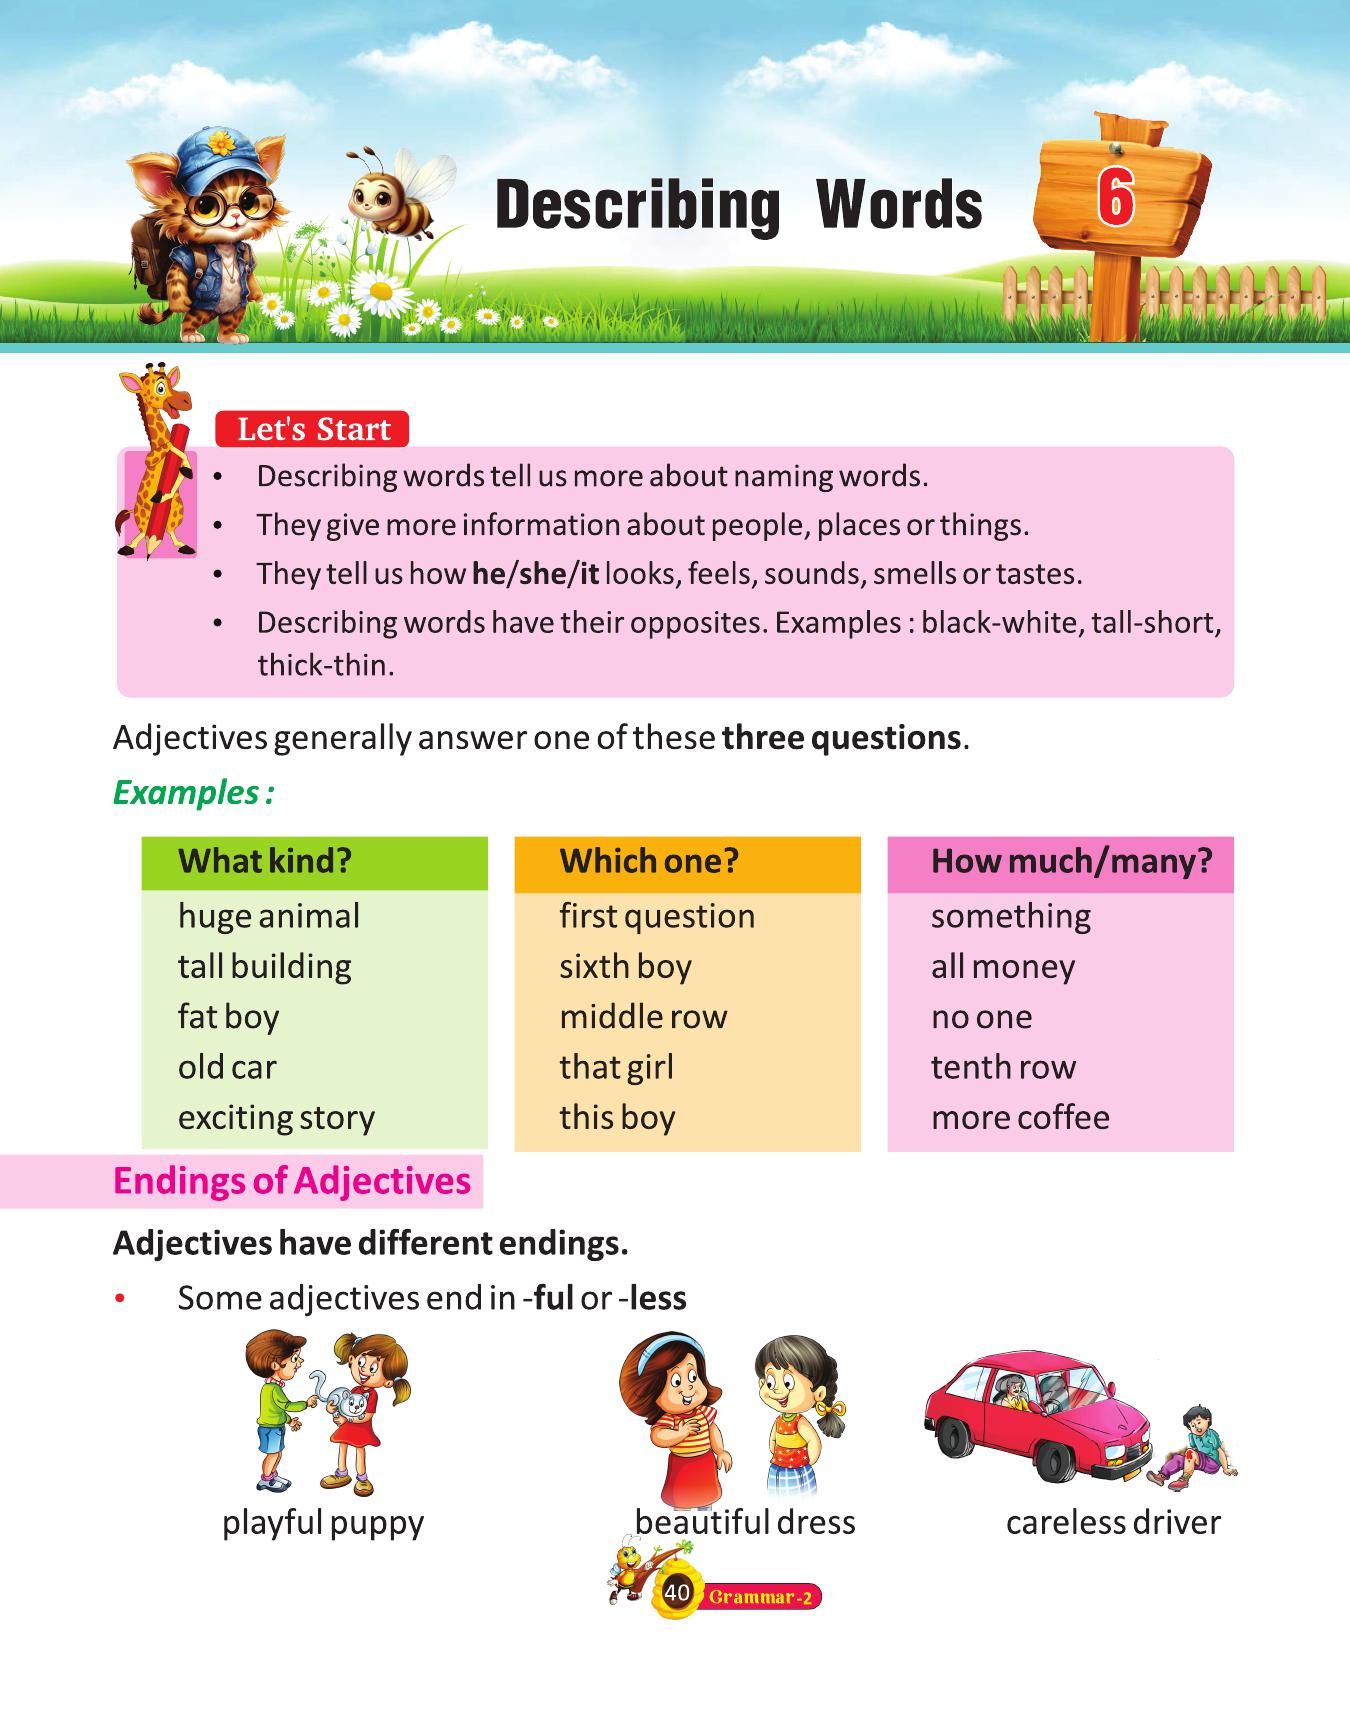 Describing Words
6
Let's Start
• Describing words tell us more about naming words.
• They give more information about people, places or things.
• They tell us how he/she/it looks, feels, sounds, smells or tastes.
• Describing words have their opposites. Examples : black-white, tall-short,
thick-thin.
Adjectives generally answer one of these three questions.
Examples :
What kind?
huge animal
tall building
fat boy
old car
exciting story
Which one?
first question
sixth boy
middle row
that girl
this boy
How much/many?
something
all money
no one
tenth row
more coffee
Endings of Adjectives
Adjectives have different endings.
• Some adjectives end in -ful or -less
playful puppy
beautiful dress
careless driver
40
Grammar-2